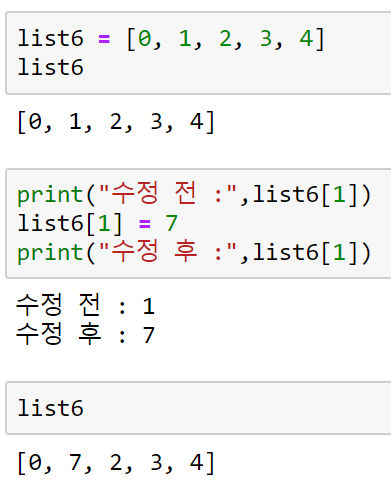 list6 = [0, 1, 2, 3, 4]
list6
[0, 1, 2, 3, 4]
print("수정 전 :",list6[1])
list6[1] = 7
print("수정 후 :",list6[1])
수정 전 : 1
수정 후 : 7
list6
[0, 7, 2, 3, 4]